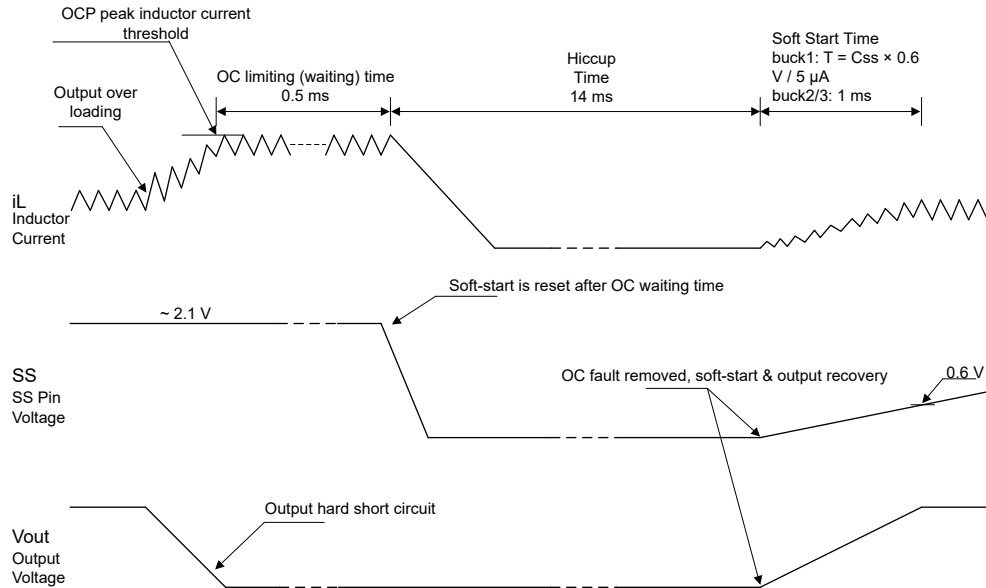 OCP peak inductor current
threshold
OC limiting (waiting) time
0.5 ms
Hiccup
Time
14 ms
Soft Start Time
buck1: T = Css × 0.6
V / 5 µA
buck2/3: 1 ms
Output over
loading
iL
Inductor
Current
Soft-start is reset after OC waiting time
~ 2.1 V
SS
SS Pin
Voltage
OC fault removed, soft-start & output recovery
0.6 V
Output hard short circuit
Vout
Output
Voltage